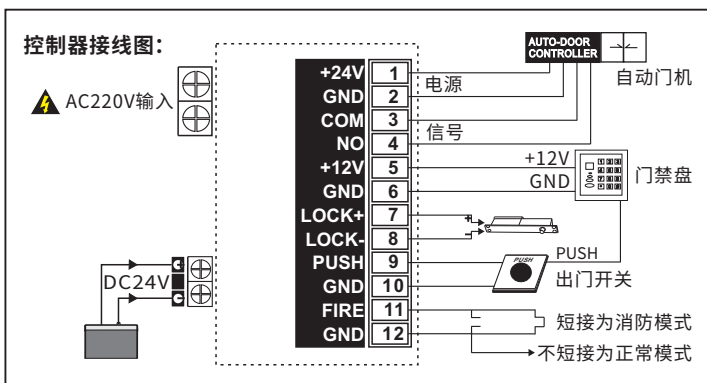 控制器接线图：
AC220V输入
DC24V
+24V 1
GND 2
COM 3
NO 4
+12V 5
GND 6
LOCK+ 7
LOCK- 8
PUSH 9
GND 10
FIRE 11
GND 12
电源
信号
AUTO-DOOR
CONTROLLER
自动门机
+12V
GND
门禁盘
+
-
PUSH
PUSH
出门开关
短接为消防模式
不短接为正常模式